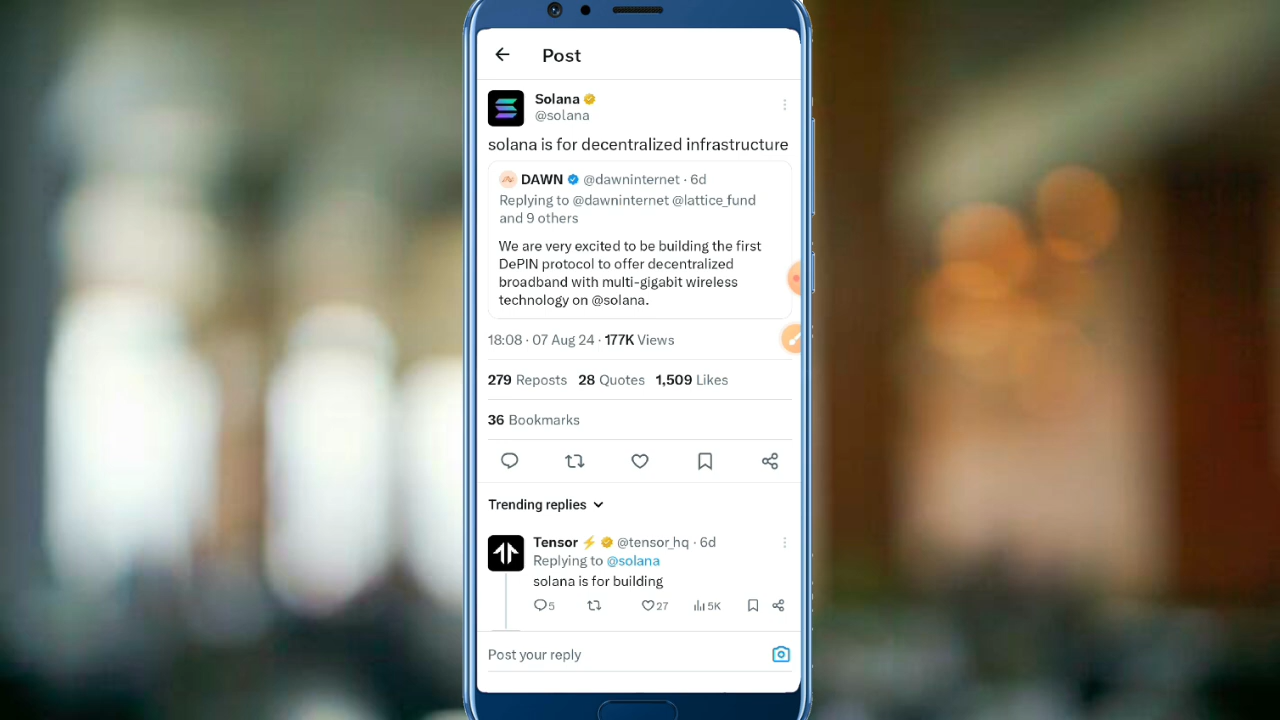 Post
Solana
@solana
solana is for decentralized infrastructure
DAWN @dawninternet · 6d
Replying to @dawninternet @lattice_fund
and 9 others
We are very excited to be building the first
DePIN protocol to offer decentralized
broadband with multi-gigabit wireless
technology on @solana.
18:08 · 07 Aug 24 · 177K Views
279 Reposts 28 Quotes 1,509 Likes
36 Bookmarks
Trending replies
Tensor ⚡ @tensor_hq · 6d
Replying to @solana
solana is for building
5 27 5K
Post your reply